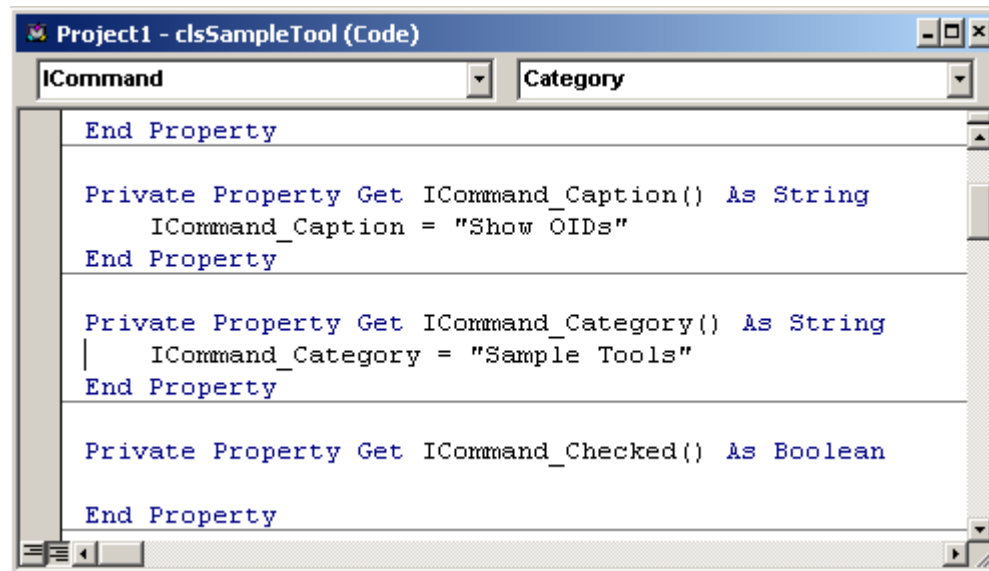 Project1 - clsSampleTool (Code)
ICommand Category
End Property
Private Property Get ICommand_Caption() As String
ICommand_Caption = "Show OIDs"
End Property
Private Property Get ICommand_Category() As String
ICommand_Category = "Sample Tools"
End Property
Private Property Get ICommand_Checked() As Boolean
End Property